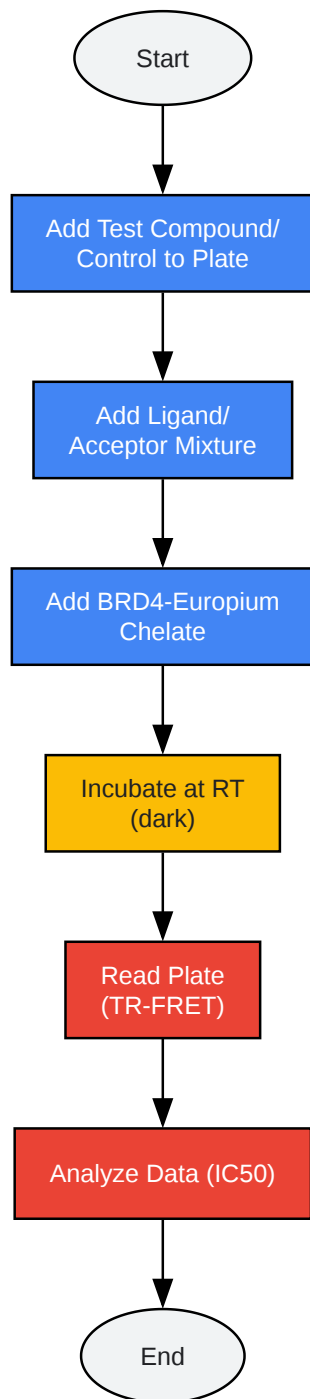 Start
Add Test Compound/
Control to Plate
Add Ligand/
Acceptor Mixture
Add BRD4-Europium
Chelate
Incubate at RT
(dark)
Read Plate
(TR-FRET)
Analyze Data (IC50)
End